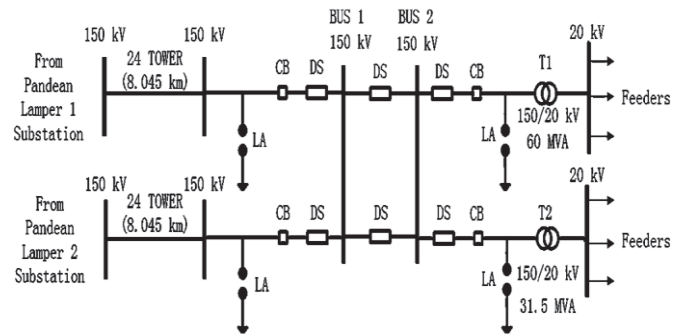 BUS 1
BUS 2
150 kV
150 kV
150 kV
150 kV
20 kV
From
Pandean
Lamper 1
Substation
24 TOWER
(8.045 km)
CB
DS
DS
DS
CB
T1
LA
LA
150/20 kV
60 MVA
Feeders
150 kV
150 kV
20 kV
From
Pandean
Lamper 2
Substation
24 TOWER
(8.045 km)
CB
DS
DS
DS
CB
T2
LA
LA
150/20 kV
31.5 MVA
Feeders